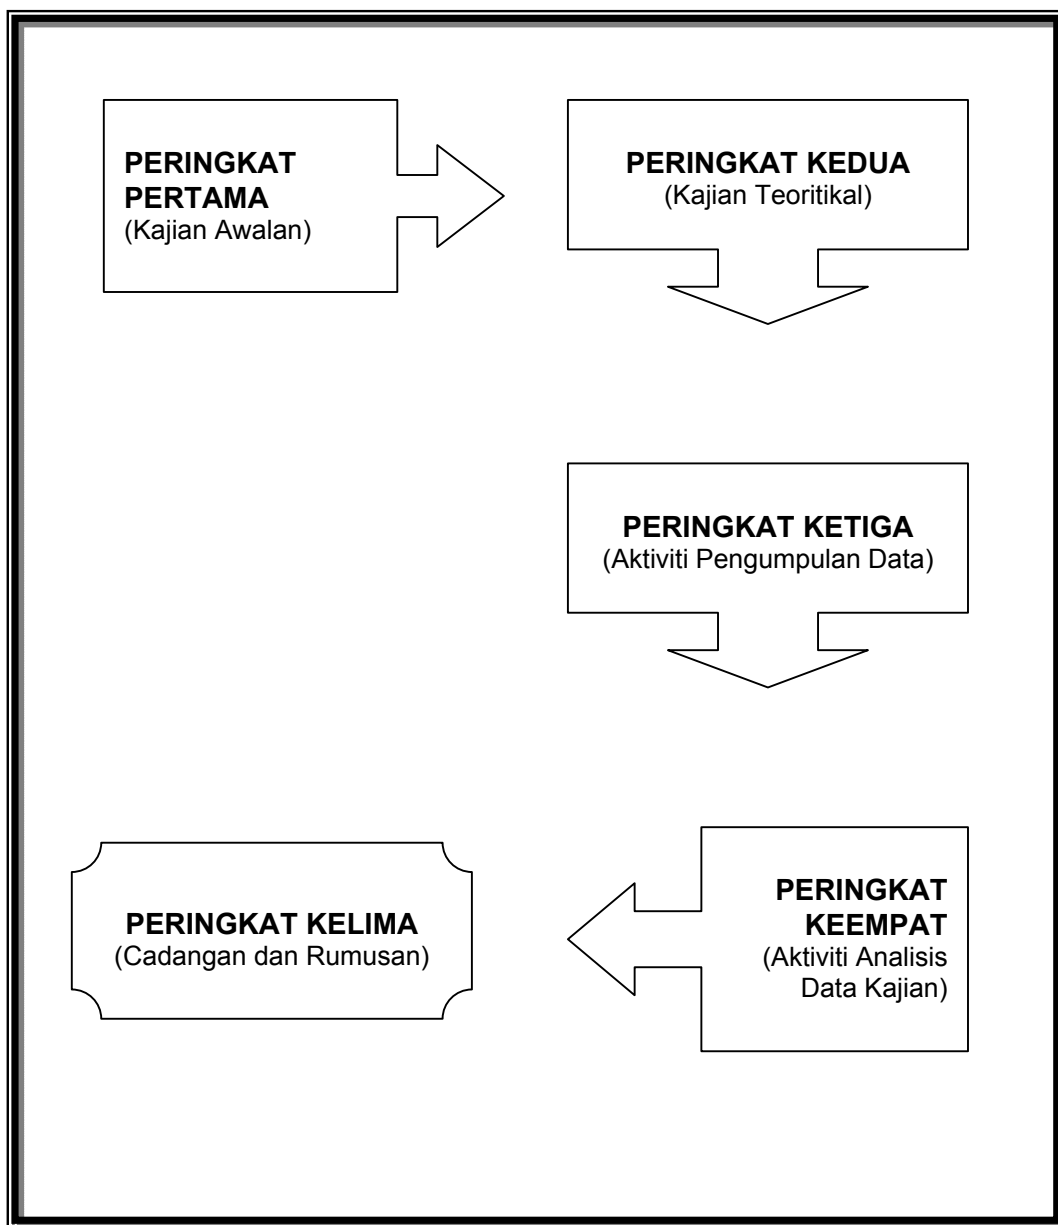 PERINGKAT
PERTAMA
(Kajian Awalan)
PERINGKAT KEDUA
(Kajian Teoritikal)
PERINGKAT KETIGA
(Aktiviti Pengumpulan Data)
PERINGKAT
KEEMPAT
(Aktiviti Analisis
Data Kajian)
PERINGKAT KELIMA
(Cadangan dan Rumusan)